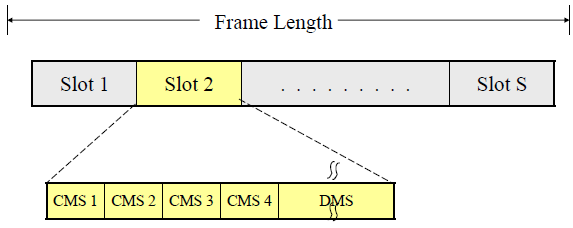 Frame Length
Slot 1 Slot 2 . . . . . . . . . Slot S
CMS 1 CMS 2 CMS 3 CMS 4 DMS